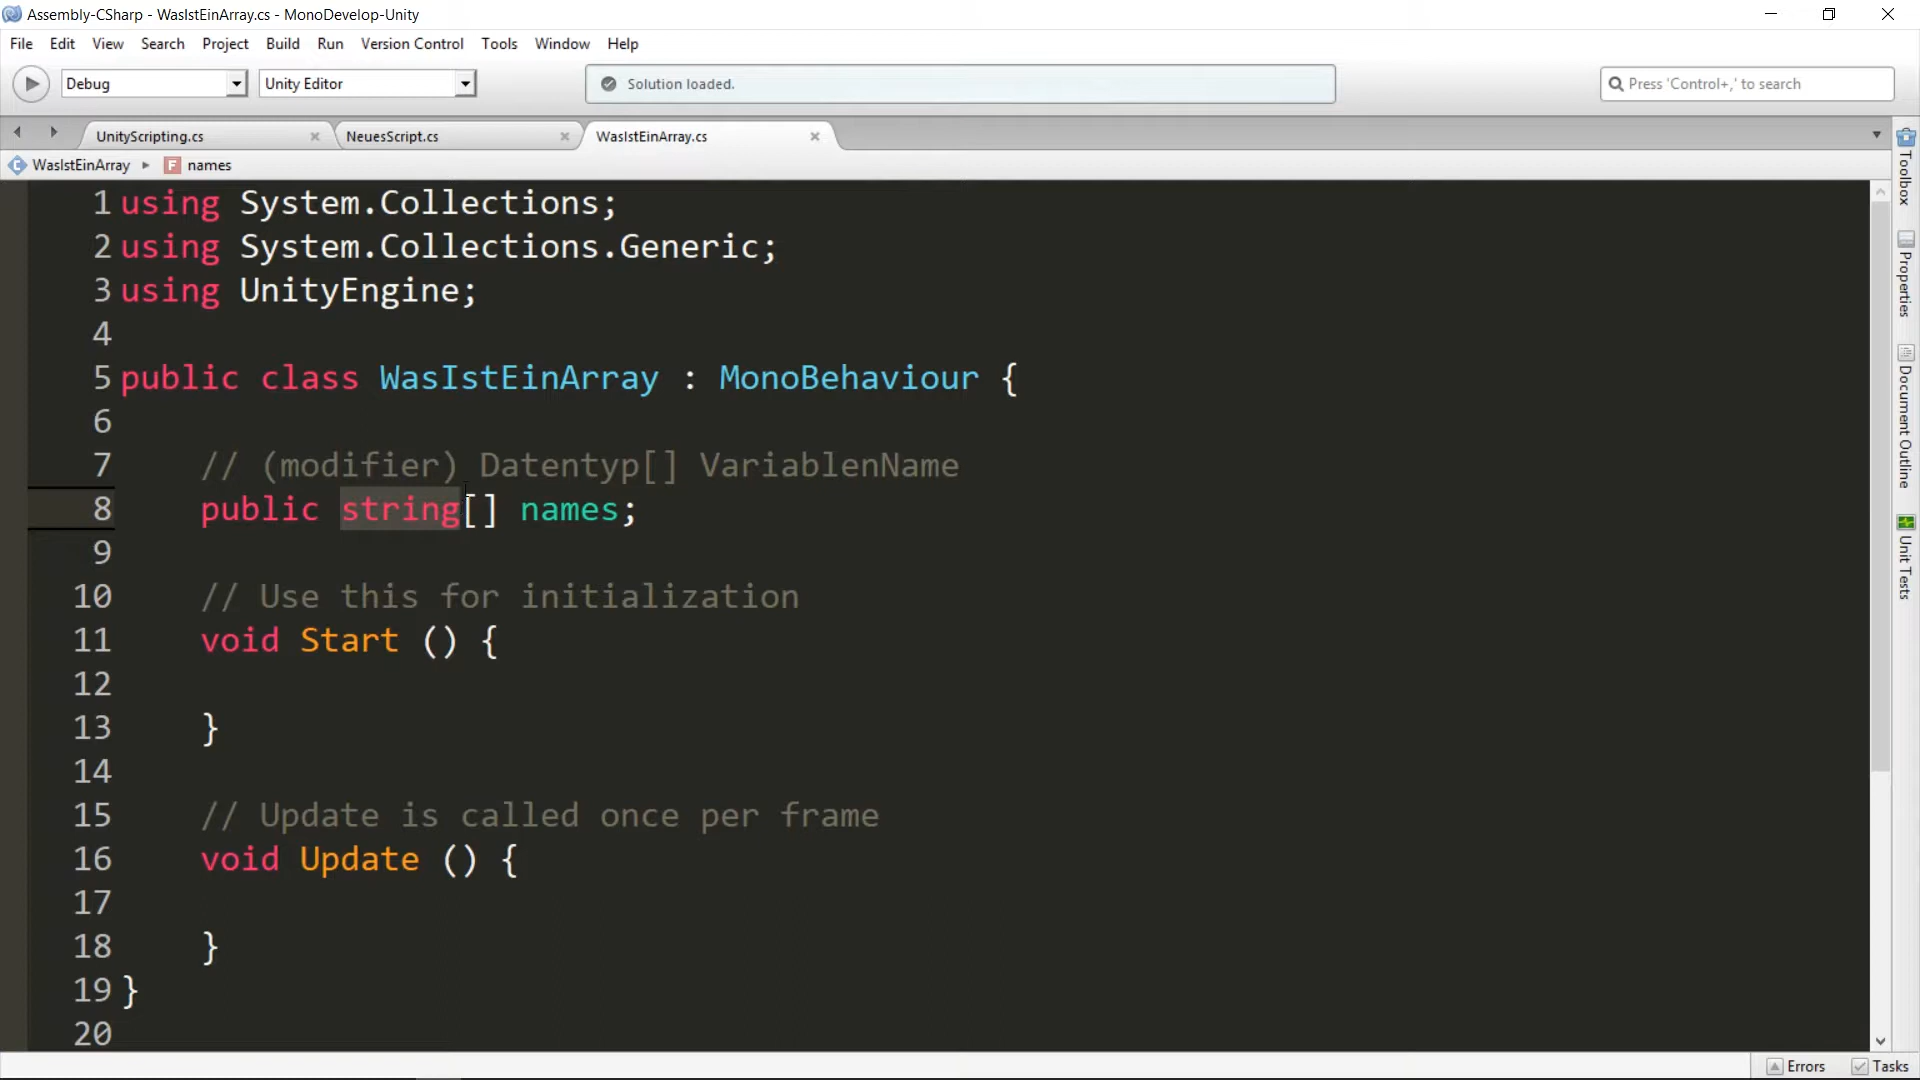 Assembly-CSharp - WasIstEinArray.cs - MonoDevelop-Unity
File Edit View Search Project Build Run Version Control Tools Window Help
Debug Unity Editor Solution loaded. Press 'Control+,' to search
UnityScripting.cs NeuesScript.cs WasIstEinArray.cs
WasIstEinArray F names
1 using System.Collections;
2 using System.Collections.Generic;
3 using UnityEngine;
4
5 public class WasIstEinArray : MonoBehaviour {
6
7 // (modifier) Datentyp[] VariablenName
8 public string[] names;
9
10 // Use this for initialization
11 void Start () {
12
13 }
14
15 // Update is called once per frame
16 void Update () {
17
18 }
19 }
20
Toolbox
Properties
Document Outline
Unit Tests
Errors Tasks